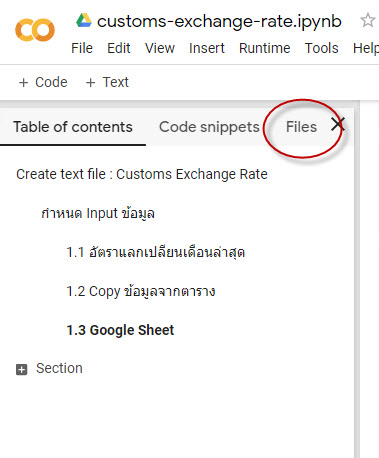 customs-exchange-rate.ipynb
File Edit View Insert Runtime Tools Help
+ Code + Text
Table of contents Code snippets Files
Create text file : Customs Exchange Rate
กำหนด Input ข้อมูล
1.1 อัตราแลกเปลี่ยนเดือนล่าสุด
1.2 Copy ข้อมูลจากตาราง
1.3 Google Sheet
Section